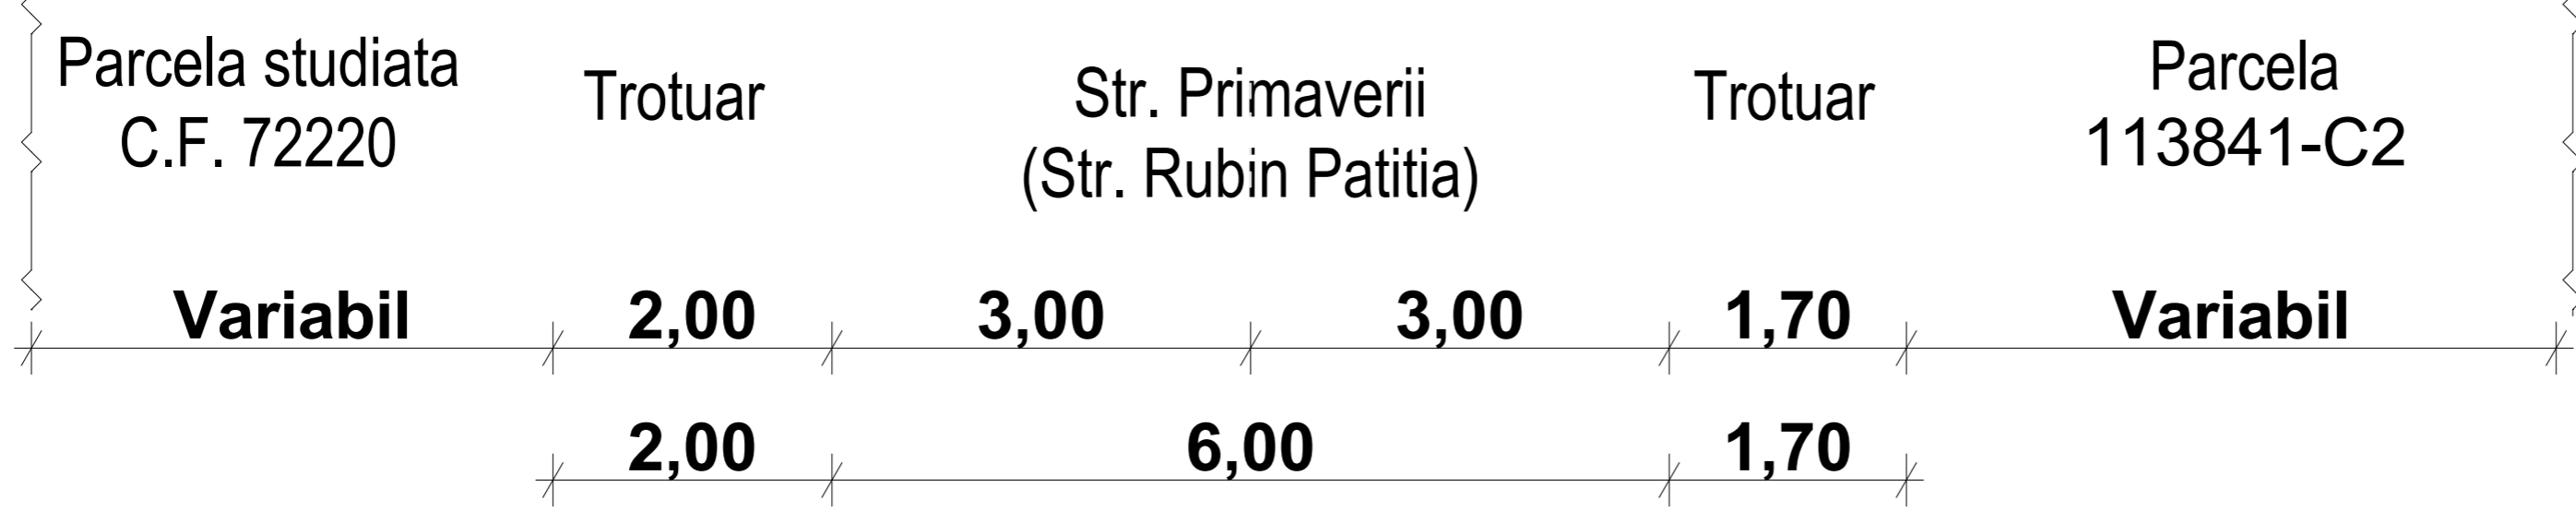 Parcela studiata
C.F. 72220
Trotuar
Str. Primaverii
(Str. Rubin Patitia)
Trotuar
Parcela
113841-C2
Variabil 2,00 3,00 3,00 1,70 Variabil
2,00 6,00 1,70